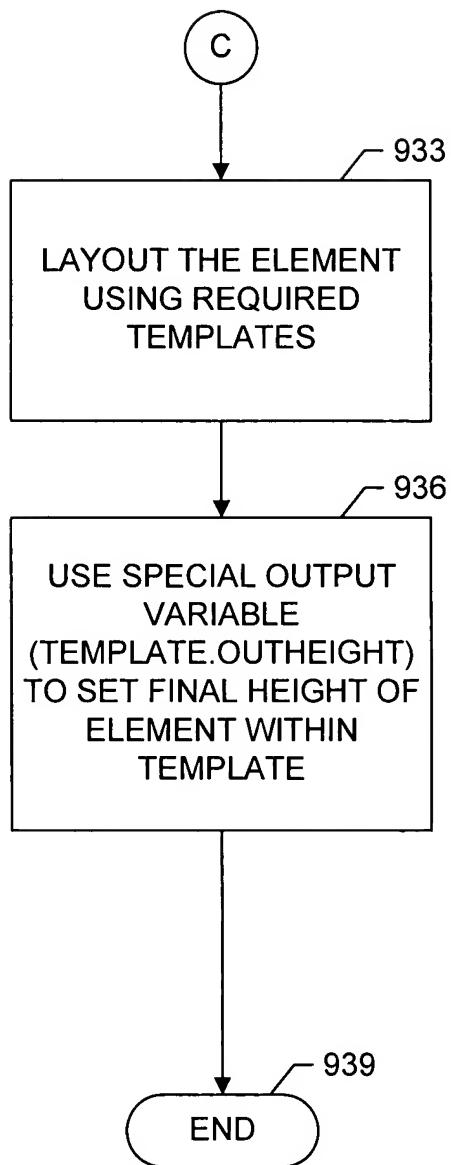 C
933
LAYOUT THE ELEMENT
USING REQUIRED
TEMPLATES
936
USE SPECIAL OUTPUT
VARIABLE
(TEMPLATE.OUTHEIGHT)
TO SET FINAL HEIGHT OF
ELEMENT WITHIN
TEMPLATE
939
END